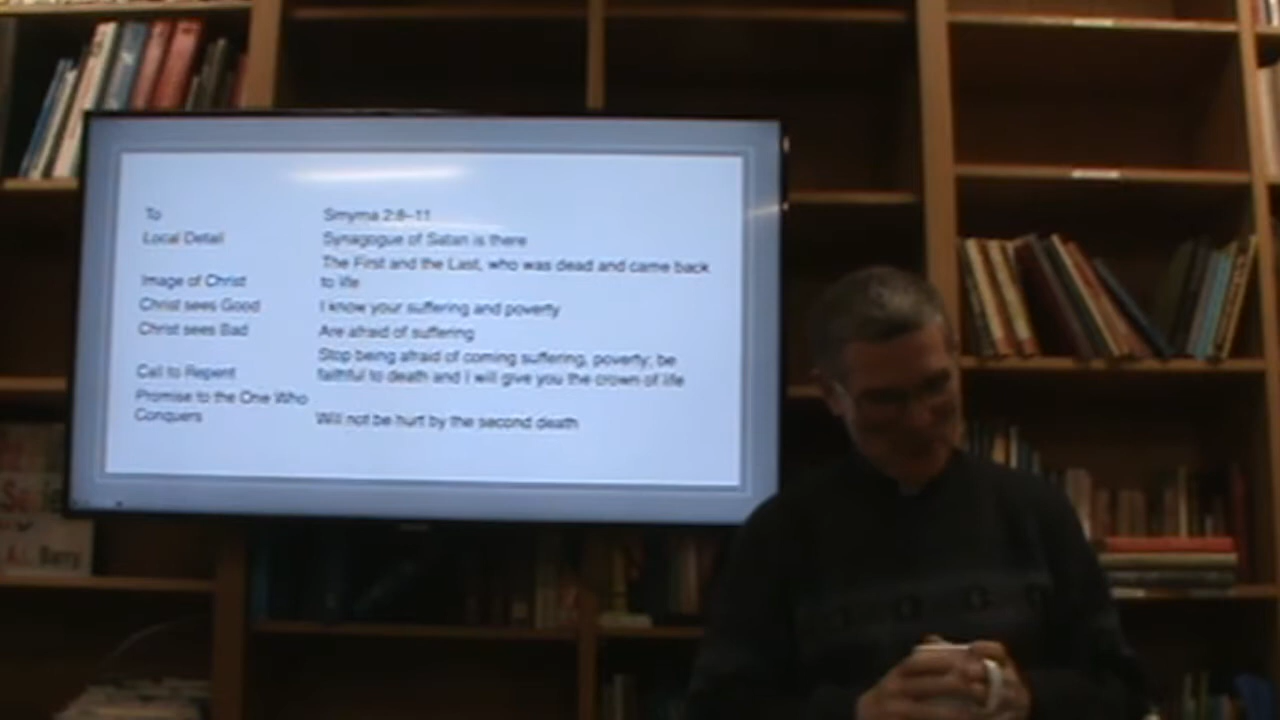 To Smyrna 2:8–11
Local Detail Synagogue of Satan is there
The First and the Last, who was dead and came back
Image of Christ to life
Christ sees Good I know your suffering and poverty
Christ sees Bad Are afraid of suffering
Stop being afraid of coming suffering, poverty; be
Call to Repent faithful to death and I will give you the crown of life
Promise to the One Who
Conquers Will not be hurt by the second death
A.L. Barry